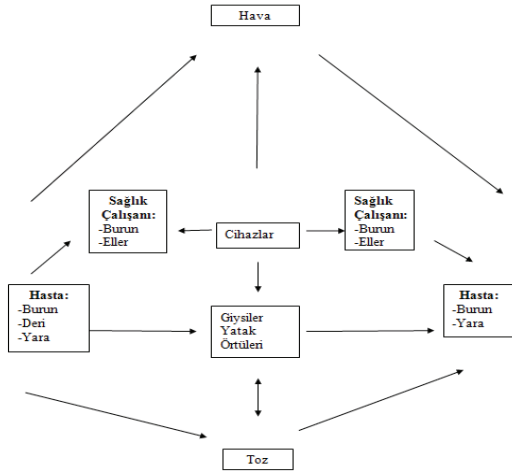 Hava
Sağlık
Çalışanı:
-Burun
-Eller
Cihazlar
Sağlık
Çalışanı:
-Burun
-Eller
Hasta:
-Burun
-Deri
-Yara
Giysiler
Yatak
Örtüleri
Hasta:
-Burun
-Yara
Toz